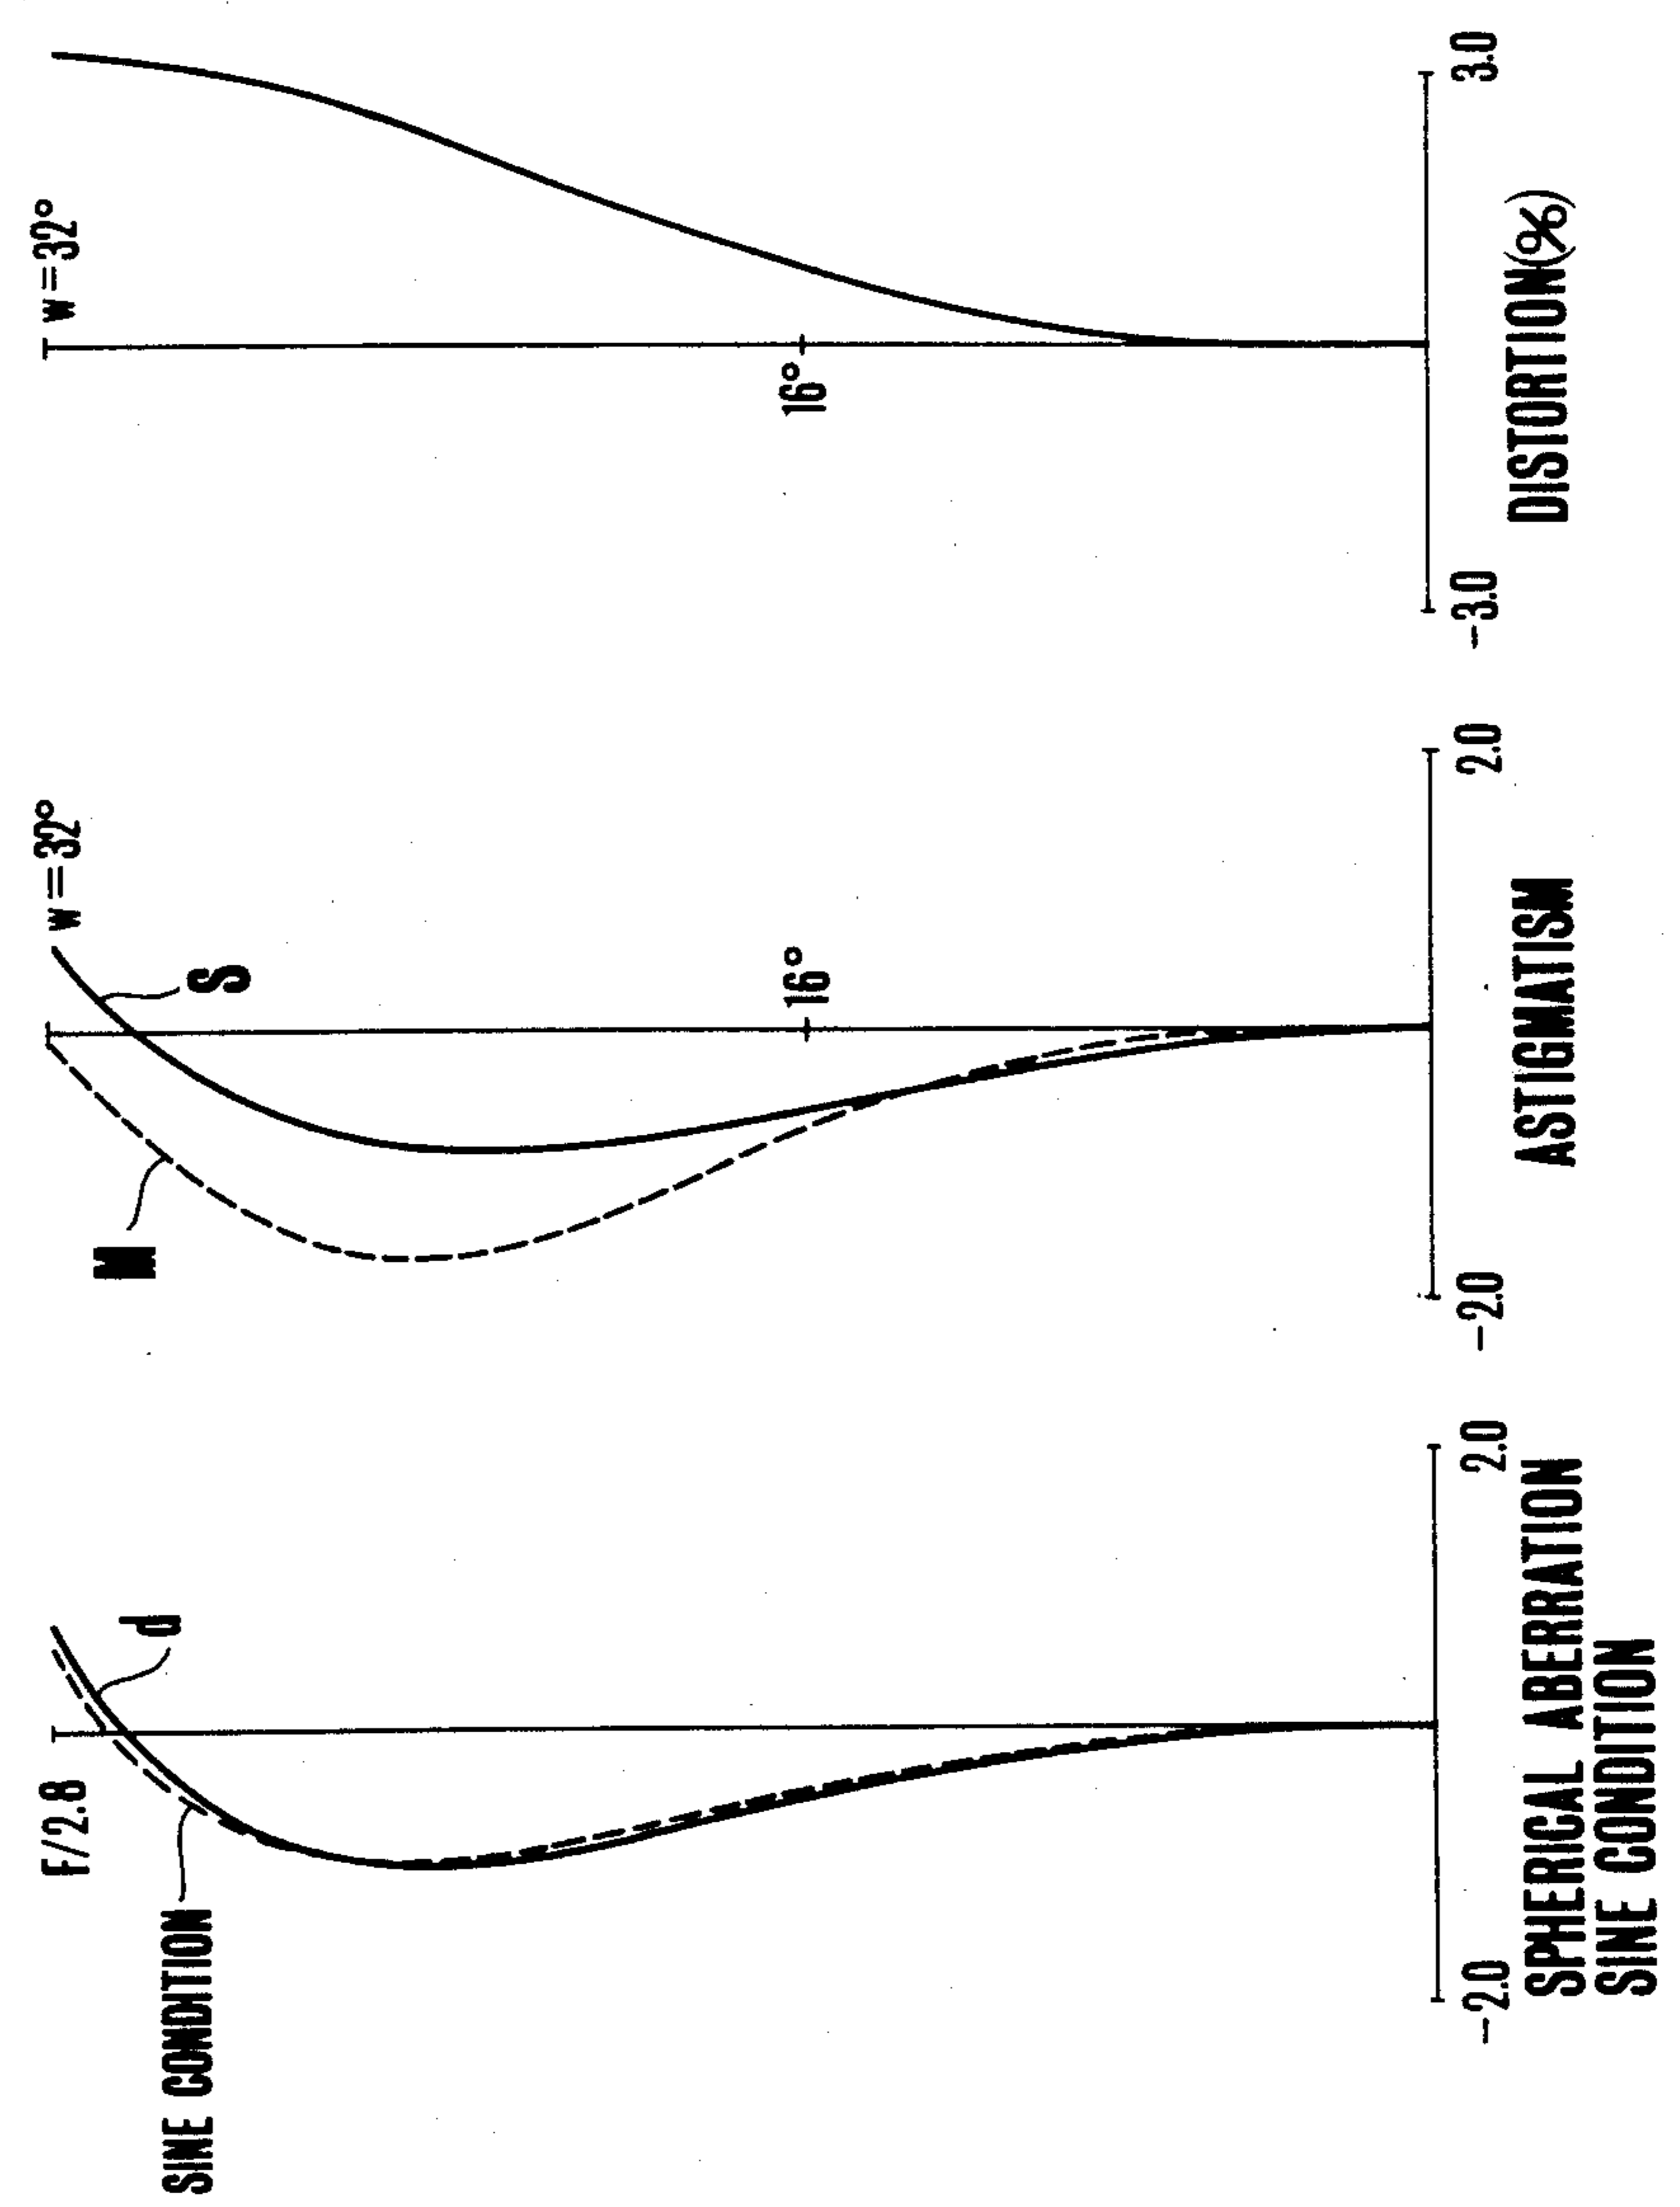 F/2.8
d
SINE CONDITION
-2.0
2.0
SPHERICAL ABERRATION
SINE CONDITION
w=32°
M
S
16°
-2.0
2.0
ASTIGMATISM
w=32°
16°
-3.0
3.0
DISTORTION(%)